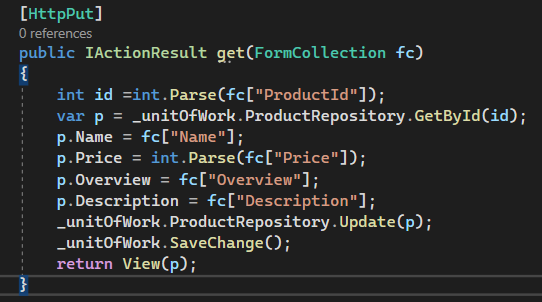 [HttpPut]
0 references
public IActionResult get(FormCollection fc)
{
int id =int.Parse(fc["ProductId"]);
var p = _unitOfWork.ProductRepository.GetById(id);
p.Name = fc["Name"];
p.Price = int.Parse(fc["Price"]);
p.Overview = fc["Overview"];
p.Description = fc["Description"];
_unitOfWork.ProductRepository.Update(p);
_unitOfWork.SaveChange();
return View(p);
}